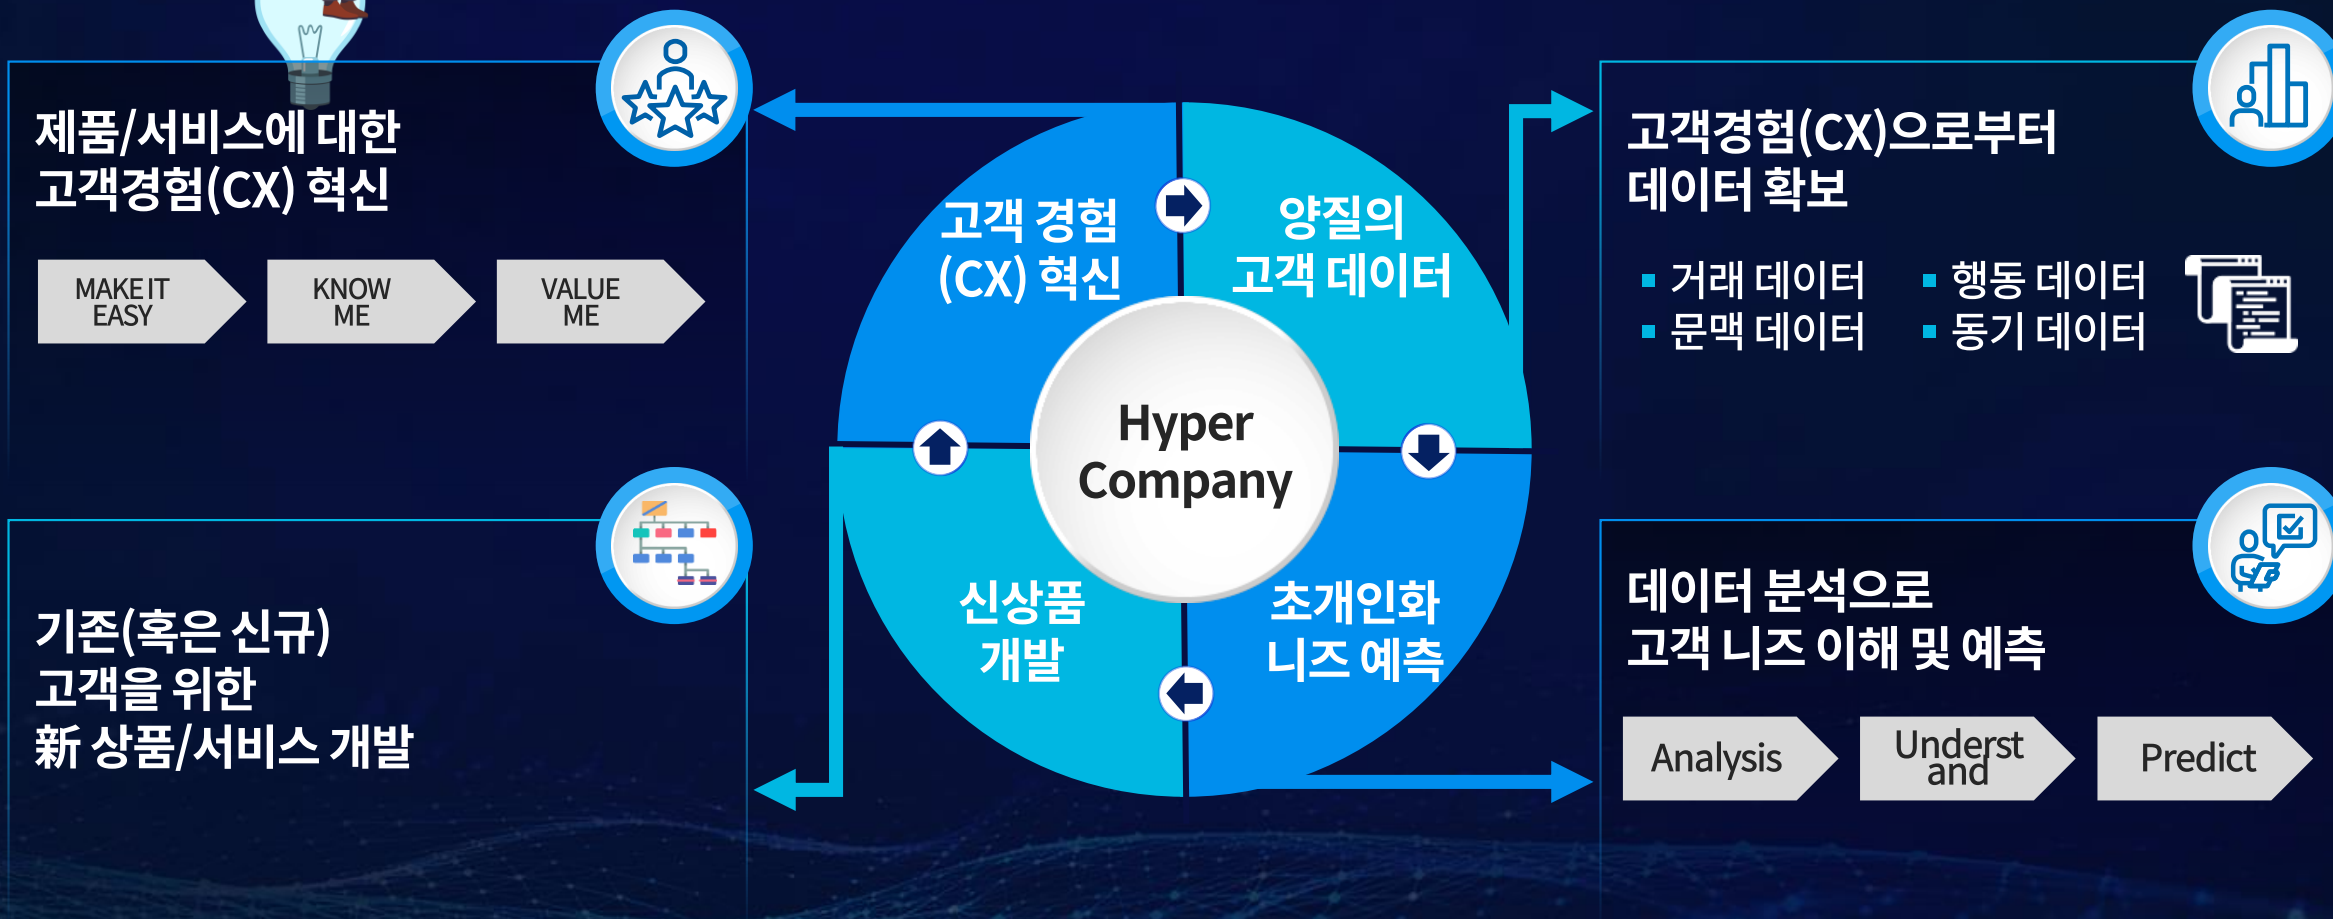 제품/서비스에 대한
고객경험(CX) 혁신
MAKE IT
EASY
KNOW
ME
VALUE
ME
고객 경험
(CX) 혁신
양질의
고객 데이터
Hyper
Company
신상품
개발
초개인화
니즈 예측
고객경험(CX)으로부터
데이터 확보
▪ 거래 데이터
▪ 행동 데이터
▪ 문맥 데이터
▪ 동기 데이터
기존(혹은 신규)
고객을 위한
新 상품/서비스 개발
데이터 분석으로
고객 니즈 이해 및 예측
Analysis
Underst
and
Predict